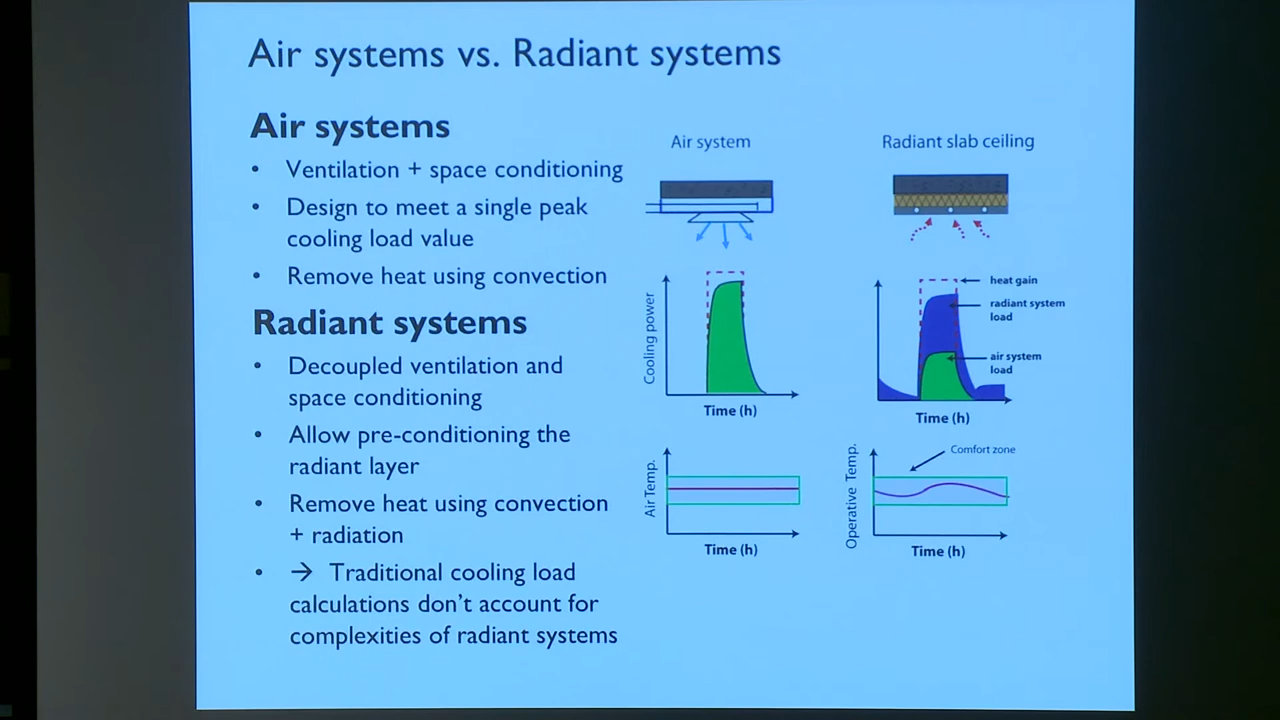 Air systems vs. Radiant systems
Air systems
• Ventilation + space conditioning
• Design to meet a single peak
cooling load value
• Remove heat using convection
Radiant systems
• Decoupled ventilation and
space conditioning
• Allow pre-conditioning the
radiant layer
• Remove heat using convection
+ radiation
• → Traditional cooling load
calculations don't account for
complexities of radiant systems
Air system
Radiant slab ceiling
Cooling power
Time (h)
heat gain
radiant system
load
air system
load
Time (h)
Air Temp.
Time (h)
Operative Temp.
Comfort zone
Time (h)